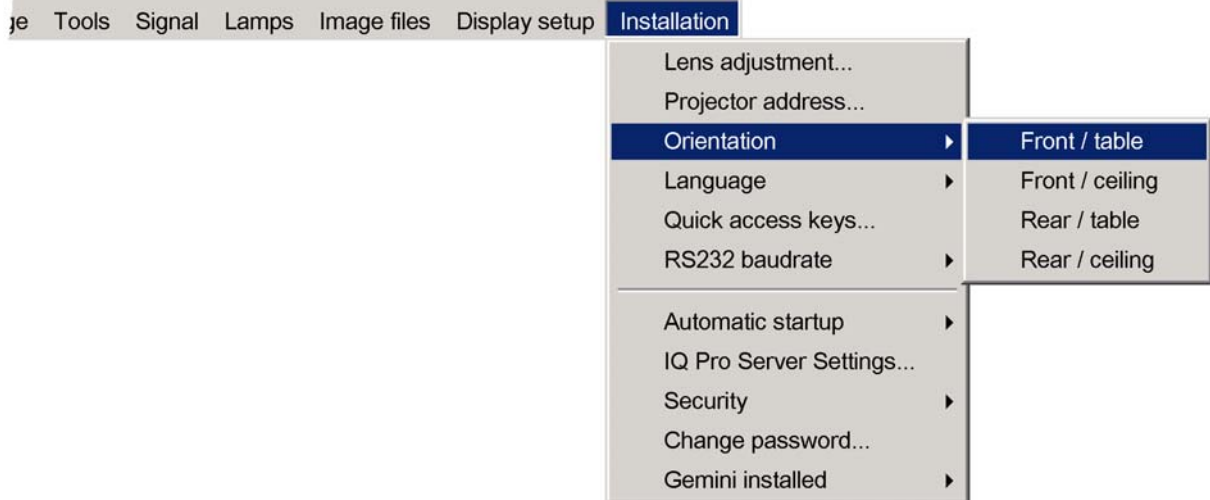 Tools Signal Lamps Image files Display setup Installation
Lens adjustment...
Projector address...
Orientation
Front / table
Language
Front / ceiling
Quick access keys...
Rear / table
RS232 baudrate
Rear / ceiling
Automatic startup
IQ Pro Server Settings...
Security
Change password...
Gemini installed